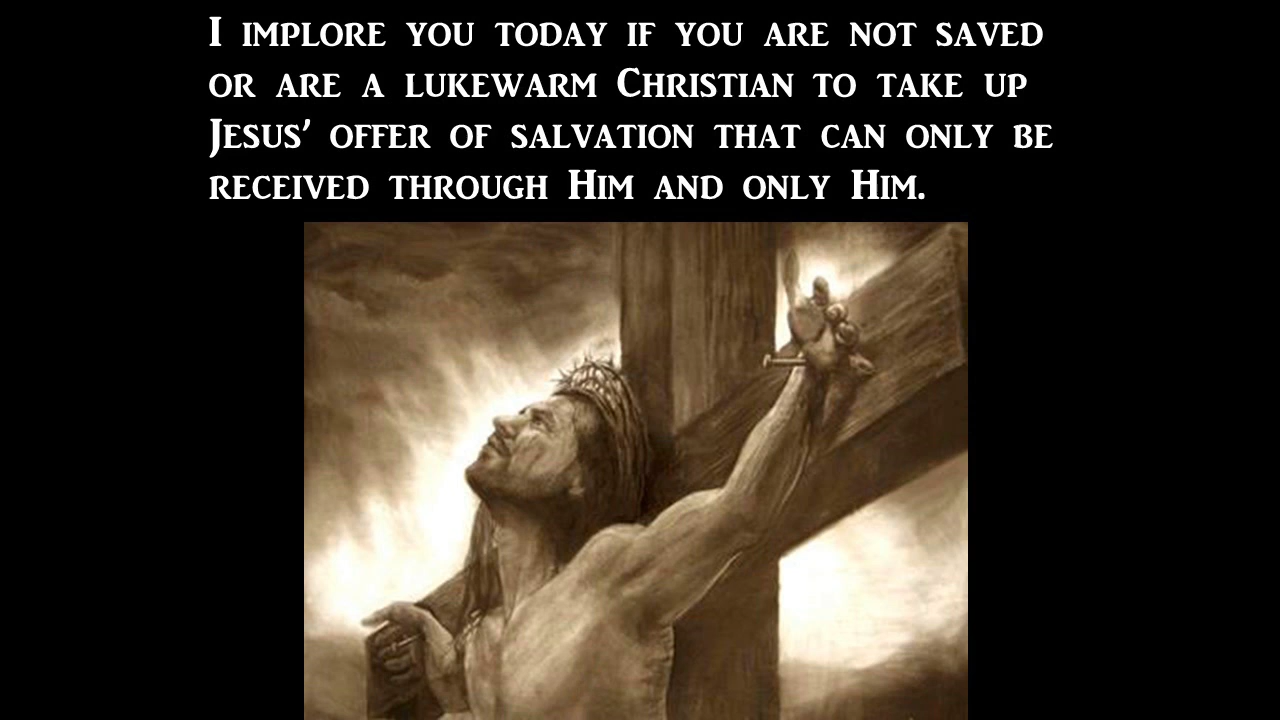 I implore you today if you are not saved
or are a lukewarm Christian to take up
Jesus’ offer of salvation that can only be
received through Him and only Him.